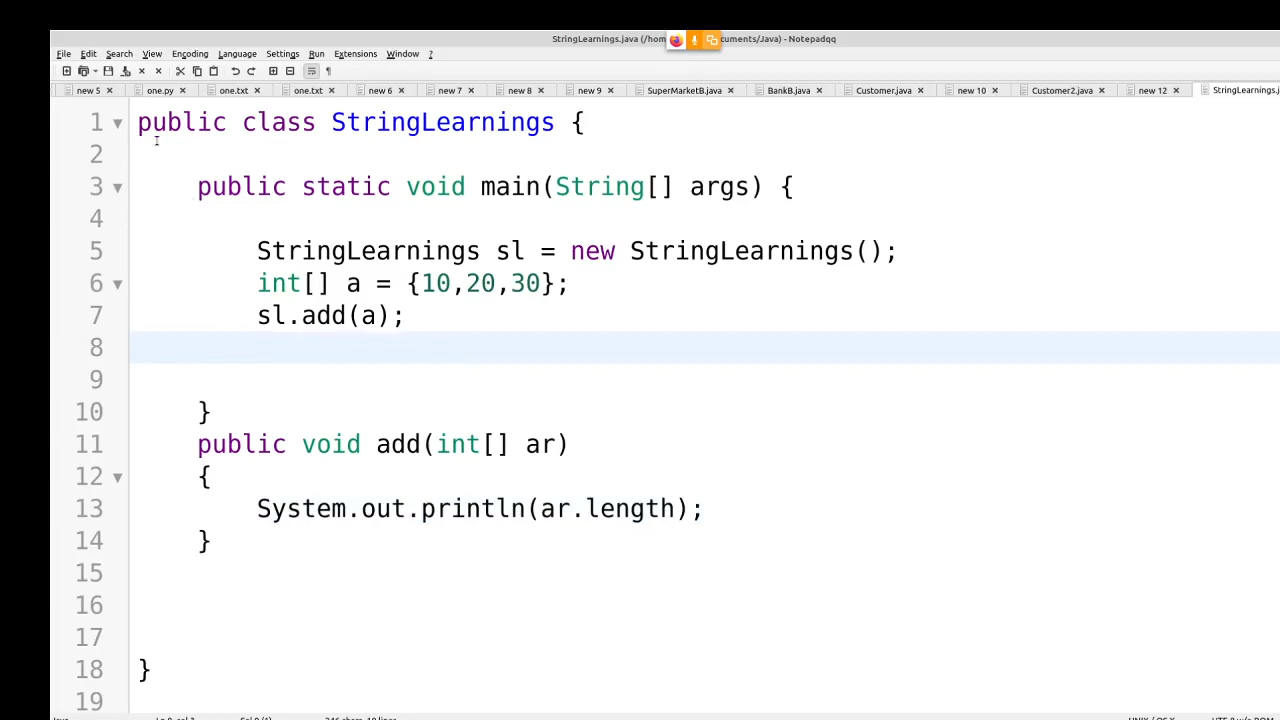 StringLearnings.java (/hom cuments/Java) - Notepadqq
File Edit Search View Encoding Language Settings Run Extensions Window ?
new 5 one.py one.txt one.txt new 6 new 7 new 8 new 9 SuperMarketB.java BankB.java Customer.java new 10 Customer2.java new 12 StringLearnings.j
1 public class StringLearnings {
2
3 public static void main(String[] args) {
4
5 StringLearnings sl = new StringLearnings();
6 int[] a = {10,20,30};
7 sl.add(a);
8
9
10 }
11 public void add(int[] ar)
12 {
13 System.out.println(ar.length);
14 }
15
16
17
18 }
19